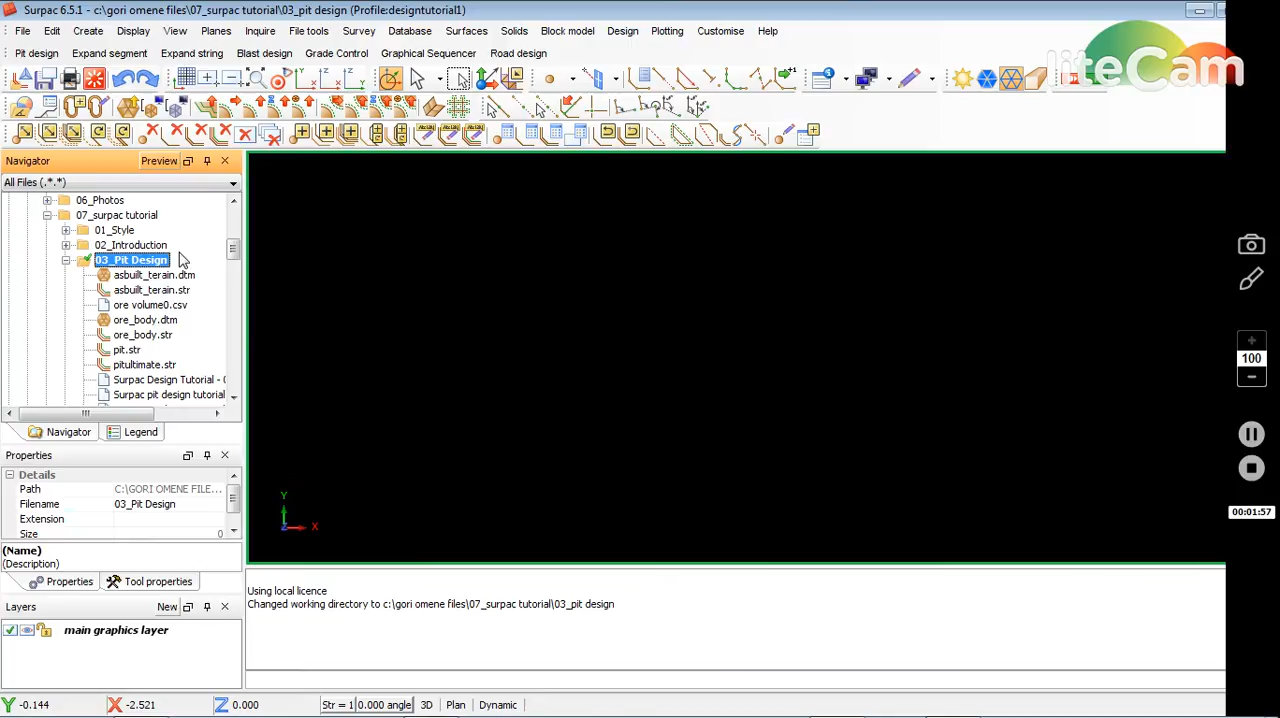 Surpac 6.5.1 - c:\gori omene files\07_surpac tutorial\03_pit design (Profile:designtutorial1)
File Edit Create Display View Planes Inquire File tools Survey Database Surfaces Solids Block model Design Plotting Customise Help
Pit design Expand segment Expand string Blast design Grade Control Graphical Sequencer Road design
liteCam
Navigator Preview
All Files (.*.*)
06_Photos
07_surpac tutorial
01_Style
02_Introduction
03_Pit Design
asbuilt_terain.dtm
asbuilt_terain.str
ore volume0.csv
ore_body.dtm
ore_body.str
pit.str
pitultimate.str
Surpac Design Tutorial - 
Surpac pit design tutorial
Navigator Legend
Properties
Details
Path C:\GORI OMENE FILE...
Filename 03_Pit Design
Extension
Size 0
(Name)
(Description)
Properties Tool properties
Layers New
main graphics layer
Y
Z X
Using local licence
Changed working directory to c:\gori omene files\07_surpac tutorial\03_pit design
100
00:01:57
Y -0.144 X -2.521 Z 0.000 Str = 1 0.000 angle 3D Plan Dynamic